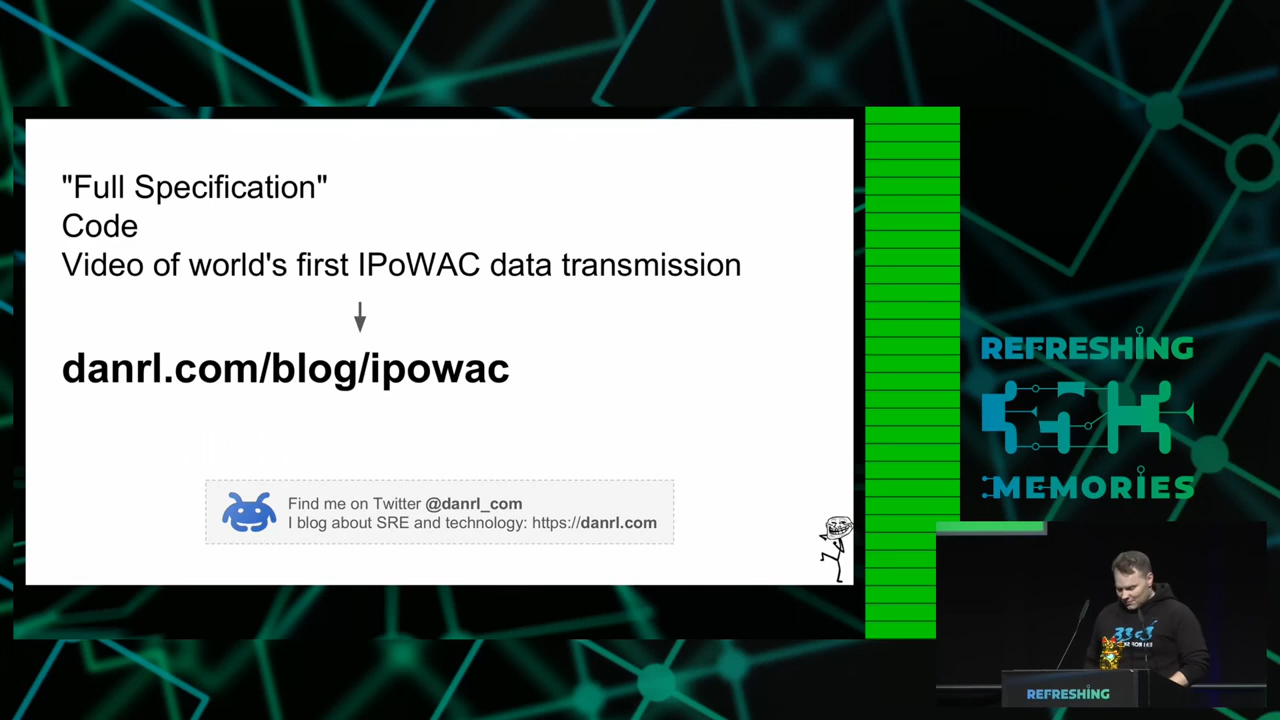 "Full Specification"
Code
Video of world's first IPoWAC data transmission
danrl.com/blog/ipowac
Find me on Twitter @danrl_com
I blog about SRE and technology: https://danrl.com
REFRESHING
MEMORIES
33c3
REFRESHING